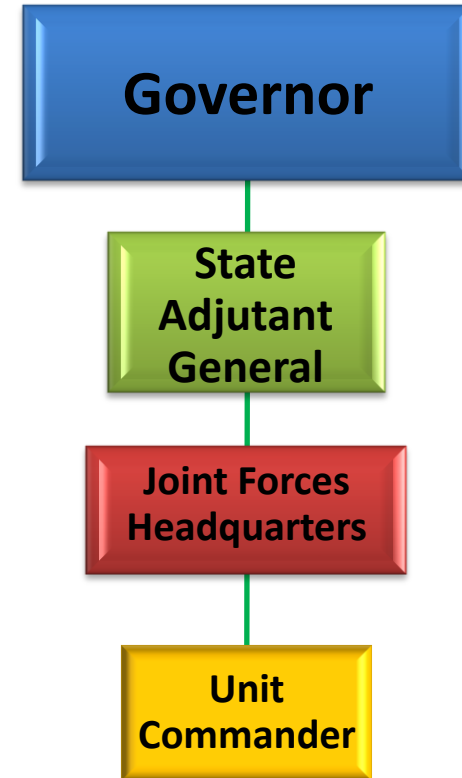 Governor
State
Adjutant
General
Joint Forces
Headquarters
Unit
Commander